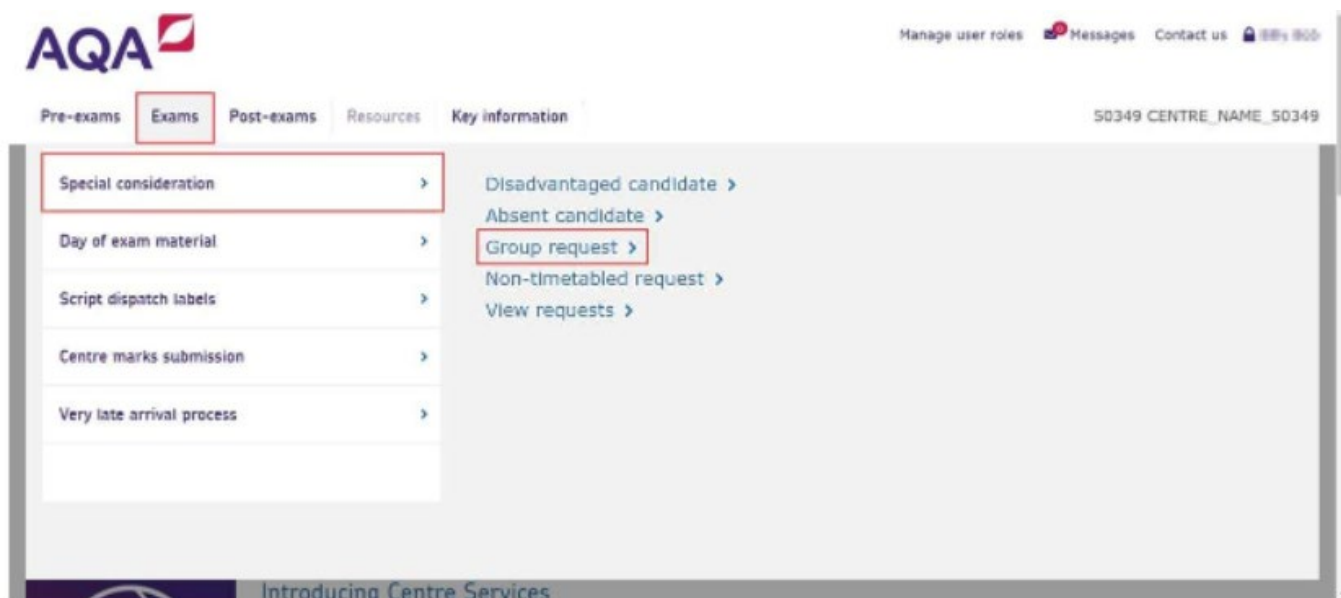 AQA
Manage user roles Messages Contact us
Pre-exams Exams Post-exams Resources Key information 50349 CENTRE_NAME_50349
Special consideration
Day of exam material
Script dispatch labels
Centre marks submission
Very late arrival process
Disadvantaged candidate
Absent candidate
Group request
Non-timetabled request
View requests
Introducing Centre Services